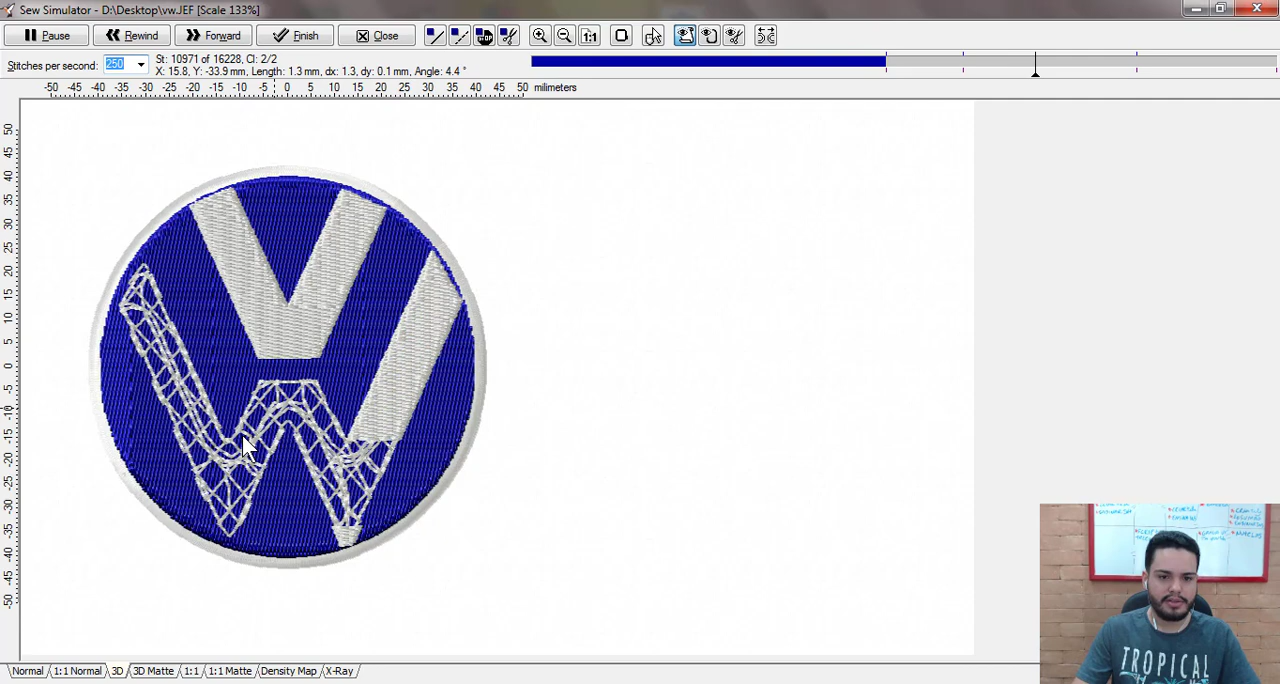 Sew Simulator - D:\Desktop\vw.JEF [Scale 133%]
Pause Rewind Forward Finish Close 1:1
Stitches per second: 250 St: 10971 of 16228, Cl: 2/2
X: 15.8, Y: -33.9 mm, Length: 1.3 mm, dx: 1.3, dy: 0.1 mm, Angle: 4.4 °
-50 -45 -40 -35 -30 -25 -20 -15 -10 -5 0 5 10 15 20 25 30 35 40 45 50 milimeters
50
45
40
35
30
25
20
15
10
5
0
-5
-10
-15
-20
-25
-30
-35
-40
-45
-50
STOP
TROPICAL
Normal 1:1 Normal 3D 3D Matte 1:1 1:1 Matte Density Map X-Ray